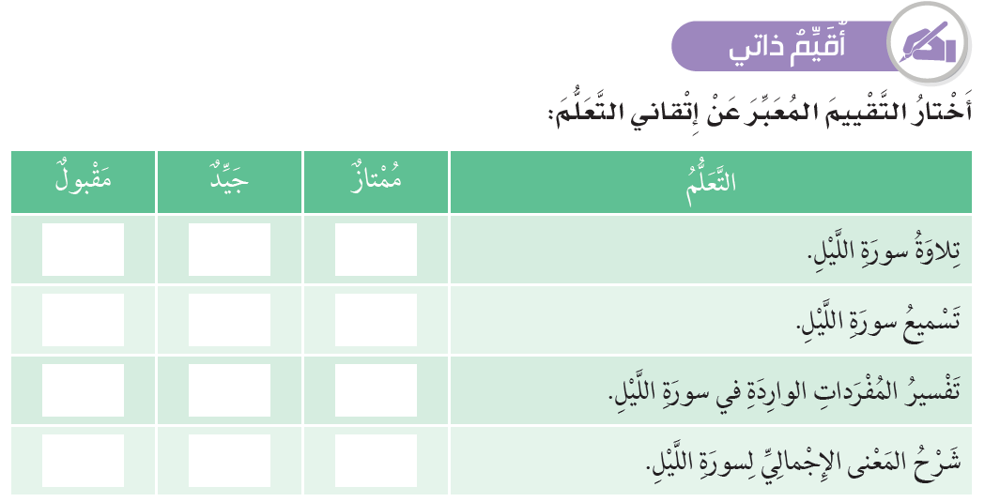 أُقَيِّمُ ذاتي
أَخْتارُ التَّقْييمَ المُعَبِّرَ عَنْ إِتْقاني التَّعَلُّمَ:
التَّعَلُّمُ مُمْتازٌ جَيِّدٌ مَقْبولٌ
تِلاوَةُ سورَةِ اللَّيْلِ.
تَسْميعُ سورَةِ اللَّيْلِ.
تَفْسيرُ المُفْرَداتِ الوارِدَةِ في سورَةِ اللَّيْلِ.
شَرْحُ المَعْنى الإِجْمالِيِّ لِسورَةِ اللَّيْلِ.